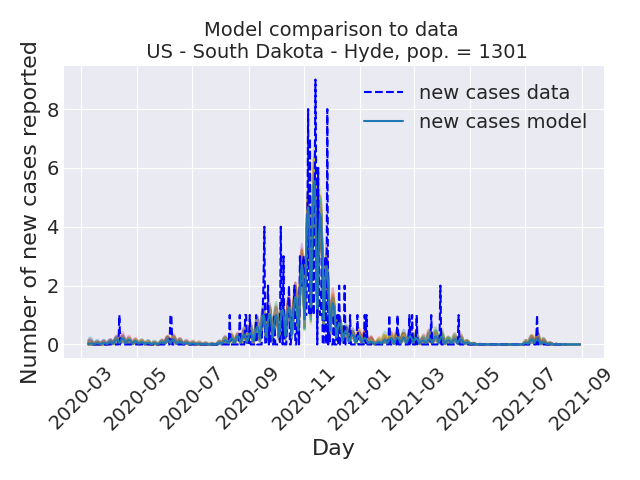 Model comparison to data
US - South Dakota - Hyde, pop. = 1301
Number of new cases reported
8
6
4
2
0
new cases data
new cases model
2020-03
2020-05
2020-07
2020-09
2020-11
2021-01
2021-03
2021-05
2021-07
2021-09
Day